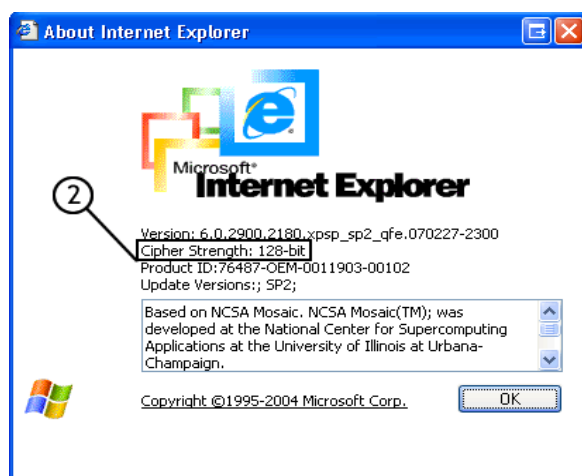 About Internet Explorer
Microsoft®
Internet Explorer
2
Version: 6.0.2900.2180.xpsp_sp2_qfe.070227-2300
Cipher Strength: 128-bit
Product ID:76487-OEM-0011903-00102
Update Versions:; SP2;
Based on NCSA Mosaic. NCSA Mosaic(TM); was
developed at the National Center for Supercomputing
Applications at the University of Illinois at Urbana-
Champaign.
Copyright ©1995-2004 Microsoft Corp.
OK